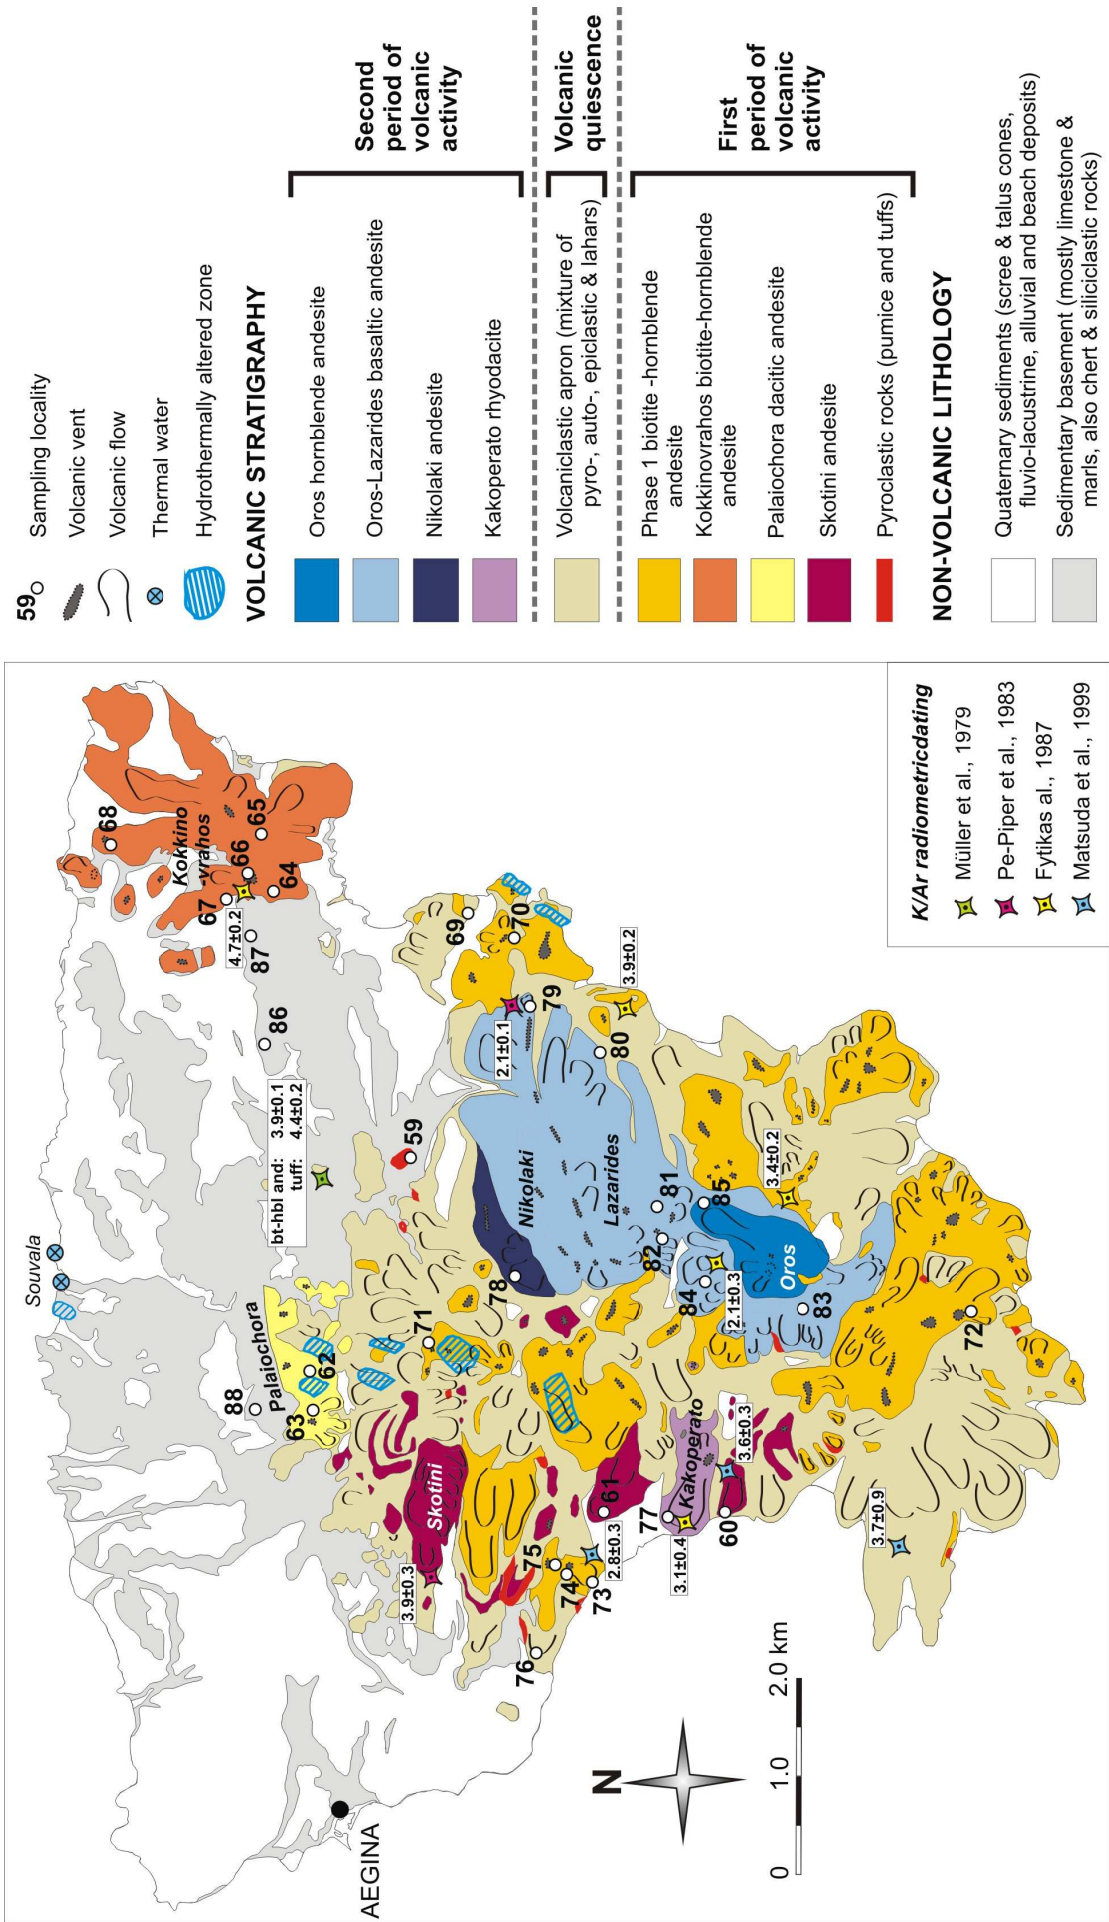 Souvala
Palaiochora
88
62
63
bt-hbl and: 3.9±0.1
tuff: 4.4±0.2
86
87
4.7±0.2
67
66
64
65
68
Kokkino
-vrahos
59
69
70
79
2.1±0.1
80
3.9±0.2
71
78
Nikolaki
Lazarides
81
82
84
85
2.1±0.3
3.4±0.2
Oros
83
72
Skotini
3.9±0.3
75
74
73
76
61
2.8±0.3
77
3.1±0.4
Kakoperato
60
3.6±0.3
3.7±0.9
AEGINA
N
0 1.0 2.0 km
K/Ar radiometricdating
Müller et al., 1979
Pe-Piper et al., 1983
Fytikas al., 1987
Matsuda et al., 1999
59 Sampling locality
Volcanic vent
Volcanic flow
Thermal water
Hydrothermally altered zone
VOLCANIC STRATIGRAPHY
Oros hornblende andesite
Oros-Lazarides basaltic andesite
Nikolaki andesite
Kakoperato rhyodacite
Second
period of
volcanic
activity
Volcaniclastic apron (mixture of
pyro-, auto-, epiclastic & lahars)
Volcanic
quiescence
Phase 1 biotite -hornblende
andesite
Kokkinovrahos biotite-hornblende
andesite
Palaiochora dacitic andesite
Skotini andesite
Pyroclastic rocks (pumice and tuffs)
First
period of
volcanic
activity
NON-VOLCANIC LITHOLOGY
Quaternary sediments (scree & talus cones,
fluvio-lacustrine, alluvial and beach deposits)
Sedimentary basement (mostly limestone &
marls, also chert & siliciclastic rocks)